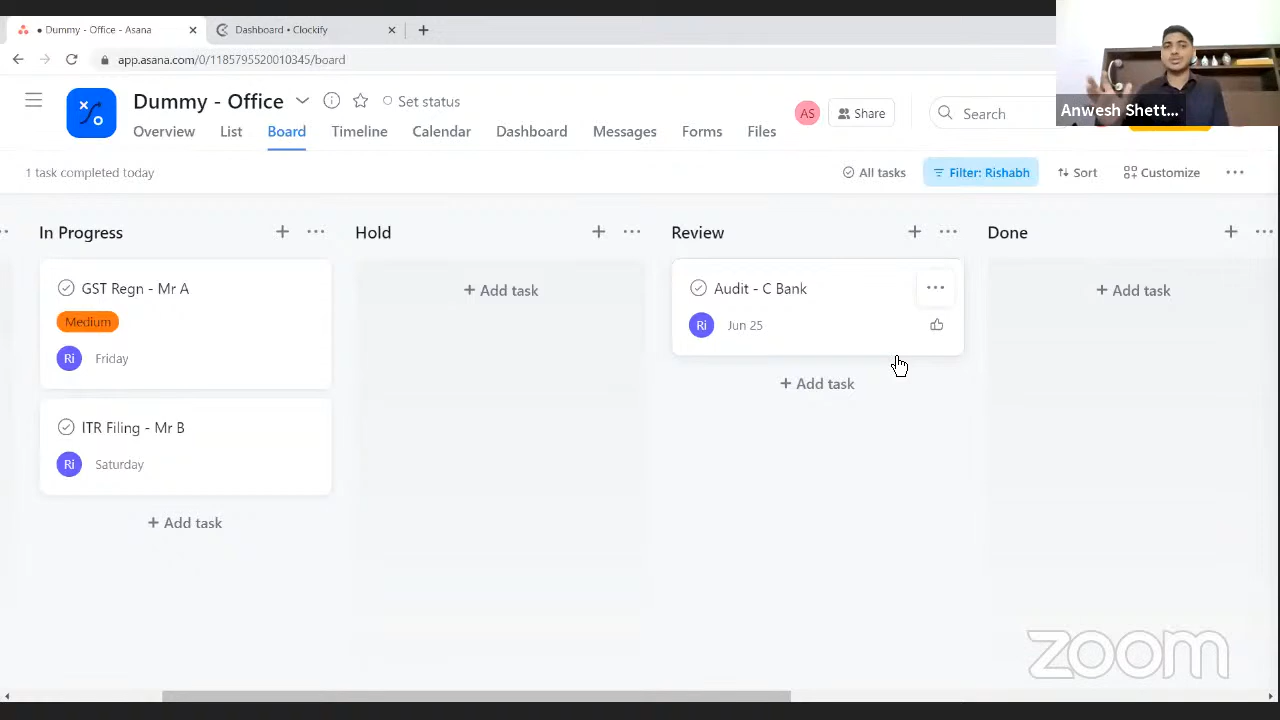 Dummy - Office - Asana
Dashboard • Clockify
app.asana.com/0/1185795520010345/board
Anwesh Shett...
Dummy - Office
Set status
AS
Share
Search
Overview
List
Board
Timeline
Calendar
Dashboard
Messages
Forms
Files
1 task completed today
All tasks
Filter: Rishabh
Sort
Customize
In Progress
Hold
Review
Done
GST Regn - Mr A
Medium
Ri
Friday
ITR Filing - Mr B
Ri
Saturday
+ Add task
+ Add task
Audit - C Bank
Ri
Jun 25
+ Add task
+ Add task
zoom